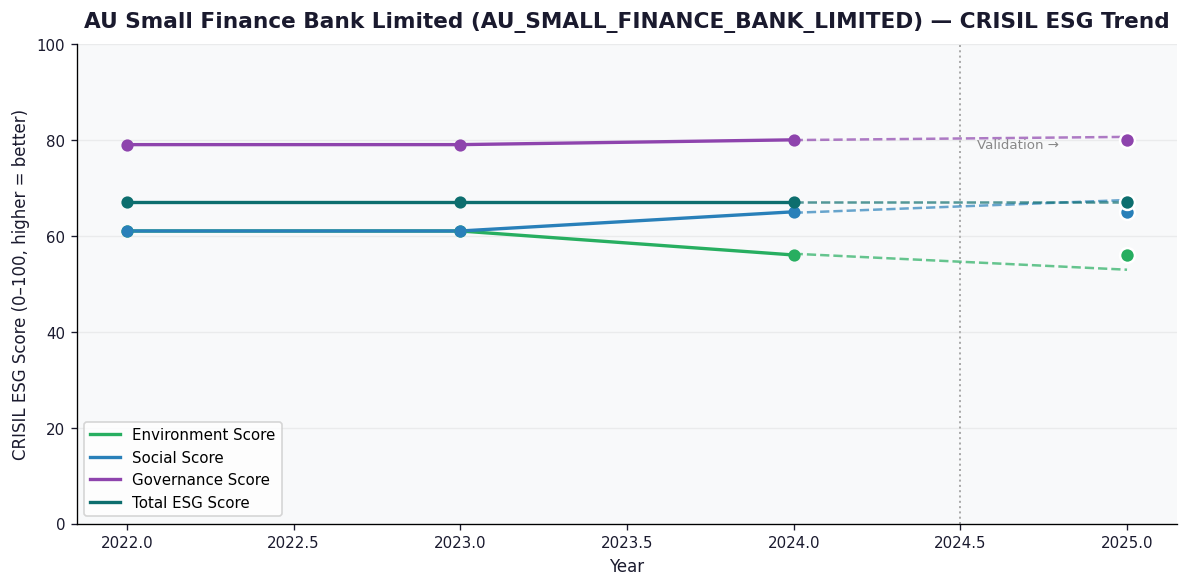 AU Small Finance Bank Limited (AU_SMALL_FINANCE_BANK_LIMITED) — CRISIL ESG Trend
CRISIL ESG Score (0–100, higher = better)
100
80
60
40
20
0
Validation →
Environment Score
Social Score
Governance Score
Total ESG Score
2022.0 2022.5 2023.0 2023.5 2024.0 2024.5 2025.0
Year